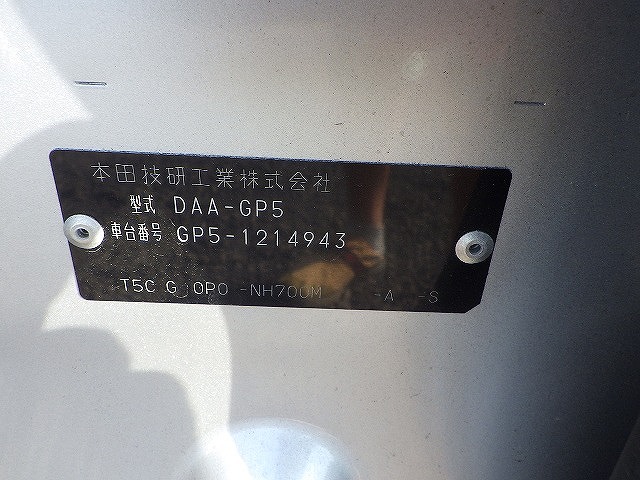 本田技研工業株式会社
型式 DAA-GP5
車台番号 GP5-1214943
T5C G OPO -NH700M -A -S